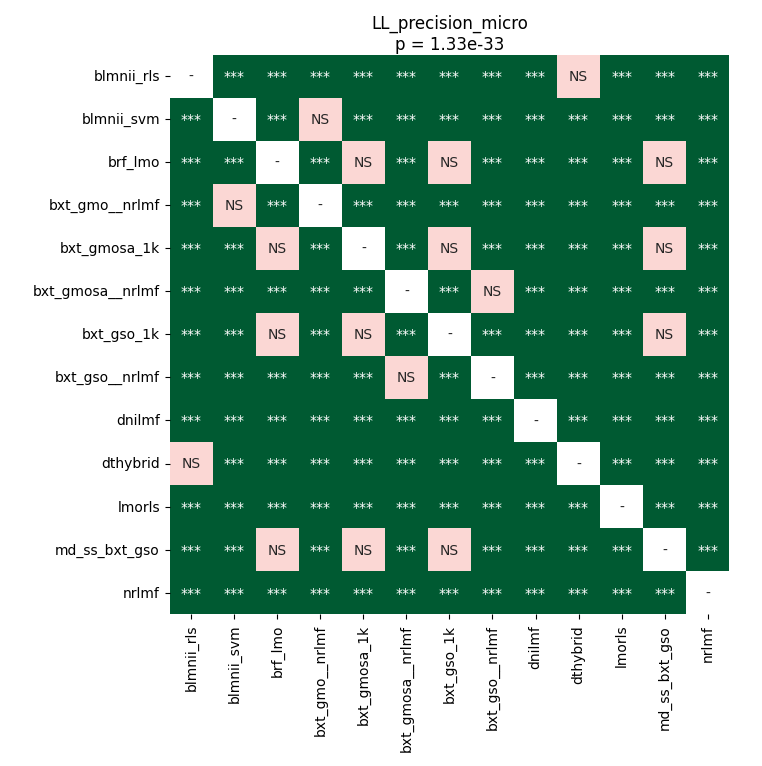 LL_precision_micro
p = 1.33e-33
blmnii_rls - *** *** *** *** *** *** *** *** NS *** *** ***
blmnii_svm *** - *** NS *** *** *** *** *** *** *** *** ***
brf_lmo *** *** - *** NS *** NS *** *** *** *** NS ***
bxt_gmo__nrlmf *** NS *** - *** *** *** *** *** *** *** *** ***
bxt_gmosa_1k *** *** NS *** - *** NS *** *** *** *** NS ***
bxt_gmosa__nrlmf *** *** *** *** *** - *** NS *** *** *** *** ***
bxt_gso_1k *** *** NS *** NS *** - *** *** *** *** NS ***
bxt_gso__nrlmf *** *** *** *** *** NS *** - *** *** *** *** ***
dnilmf *** *** *** *** *** *** *** *** - *** *** *** ***
dthybrid NS *** *** *** *** *** *** *** *** - *** *** ***
lmorls *** *** *** *** *** *** *** *** *** *** - *** ***
md_ss_bxt_gso *** *** NS *** NS *** NS *** *** *** *** - ***
nrlmf *** *** *** *** *** *** *** *** *** *** *** *** -
blmnii_rls
blmnii_svm
brf_lmo
bxt_gmo__nrlmf
bxt_gmosa_1k
bxt_gmosa__nrlmf
bxt_gso_1k
bxt_gso__nrlmf
dnilmf
dthybrid
lmorls
md_ss_bxt_gso
nrlmf